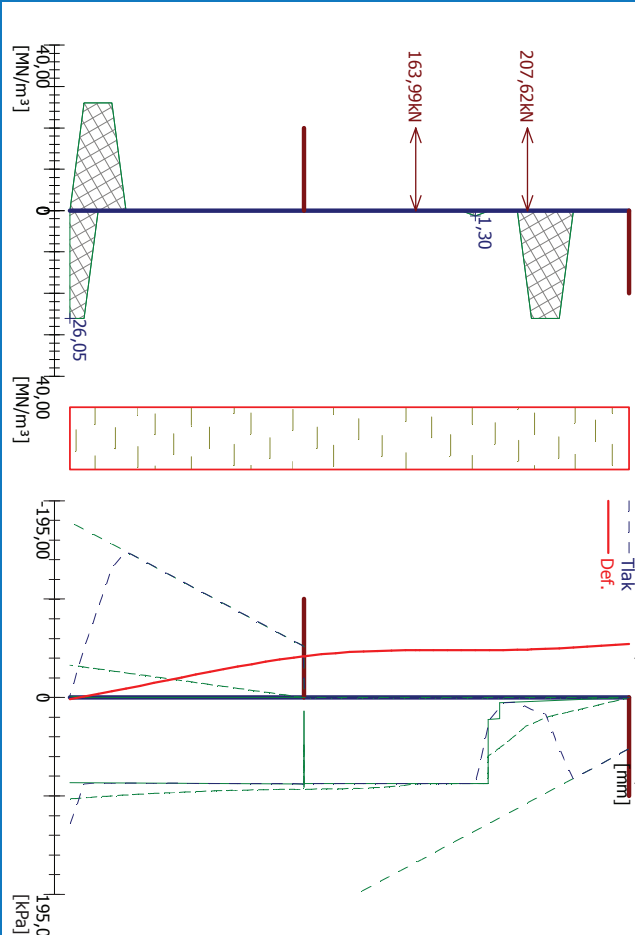 40,00
[MN/m³]
0
40,00
[MN/m³]
163,99kN
207,62kN
1,30
26,05
-195,00
0
195,0
[kPa]
Tlak
Def.
[mm]